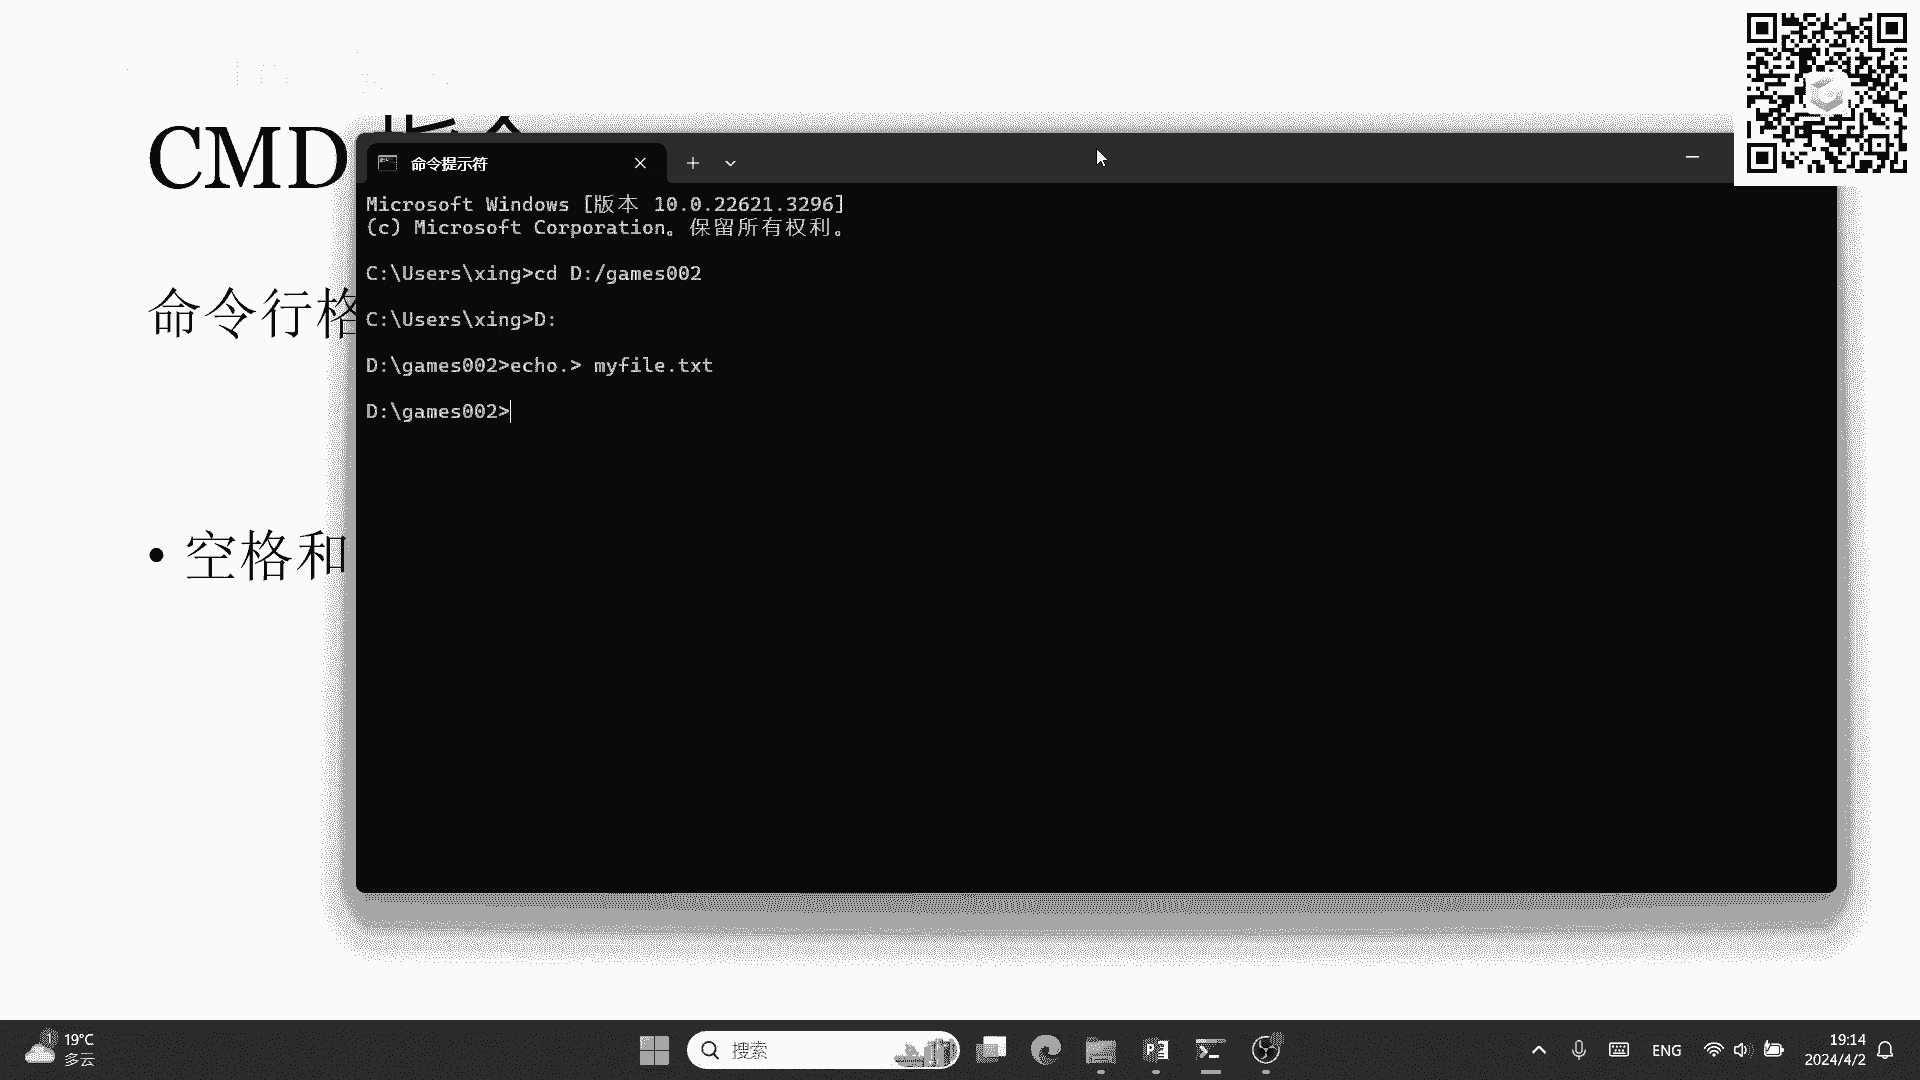 CMD
命令提示符
Microsoft Windows [版本 10.0.22621.3296]
(c) Microsoft Corporation。保留所有权利。
C:\Users\xing>cd D:/games002
命令行格
C:\Users\xing>D:
D:\games002>echo.> myfile.txt
D:\games002>
• 空格和
1
19°C
多云
搜索
ENG
19:14
2024/4/2